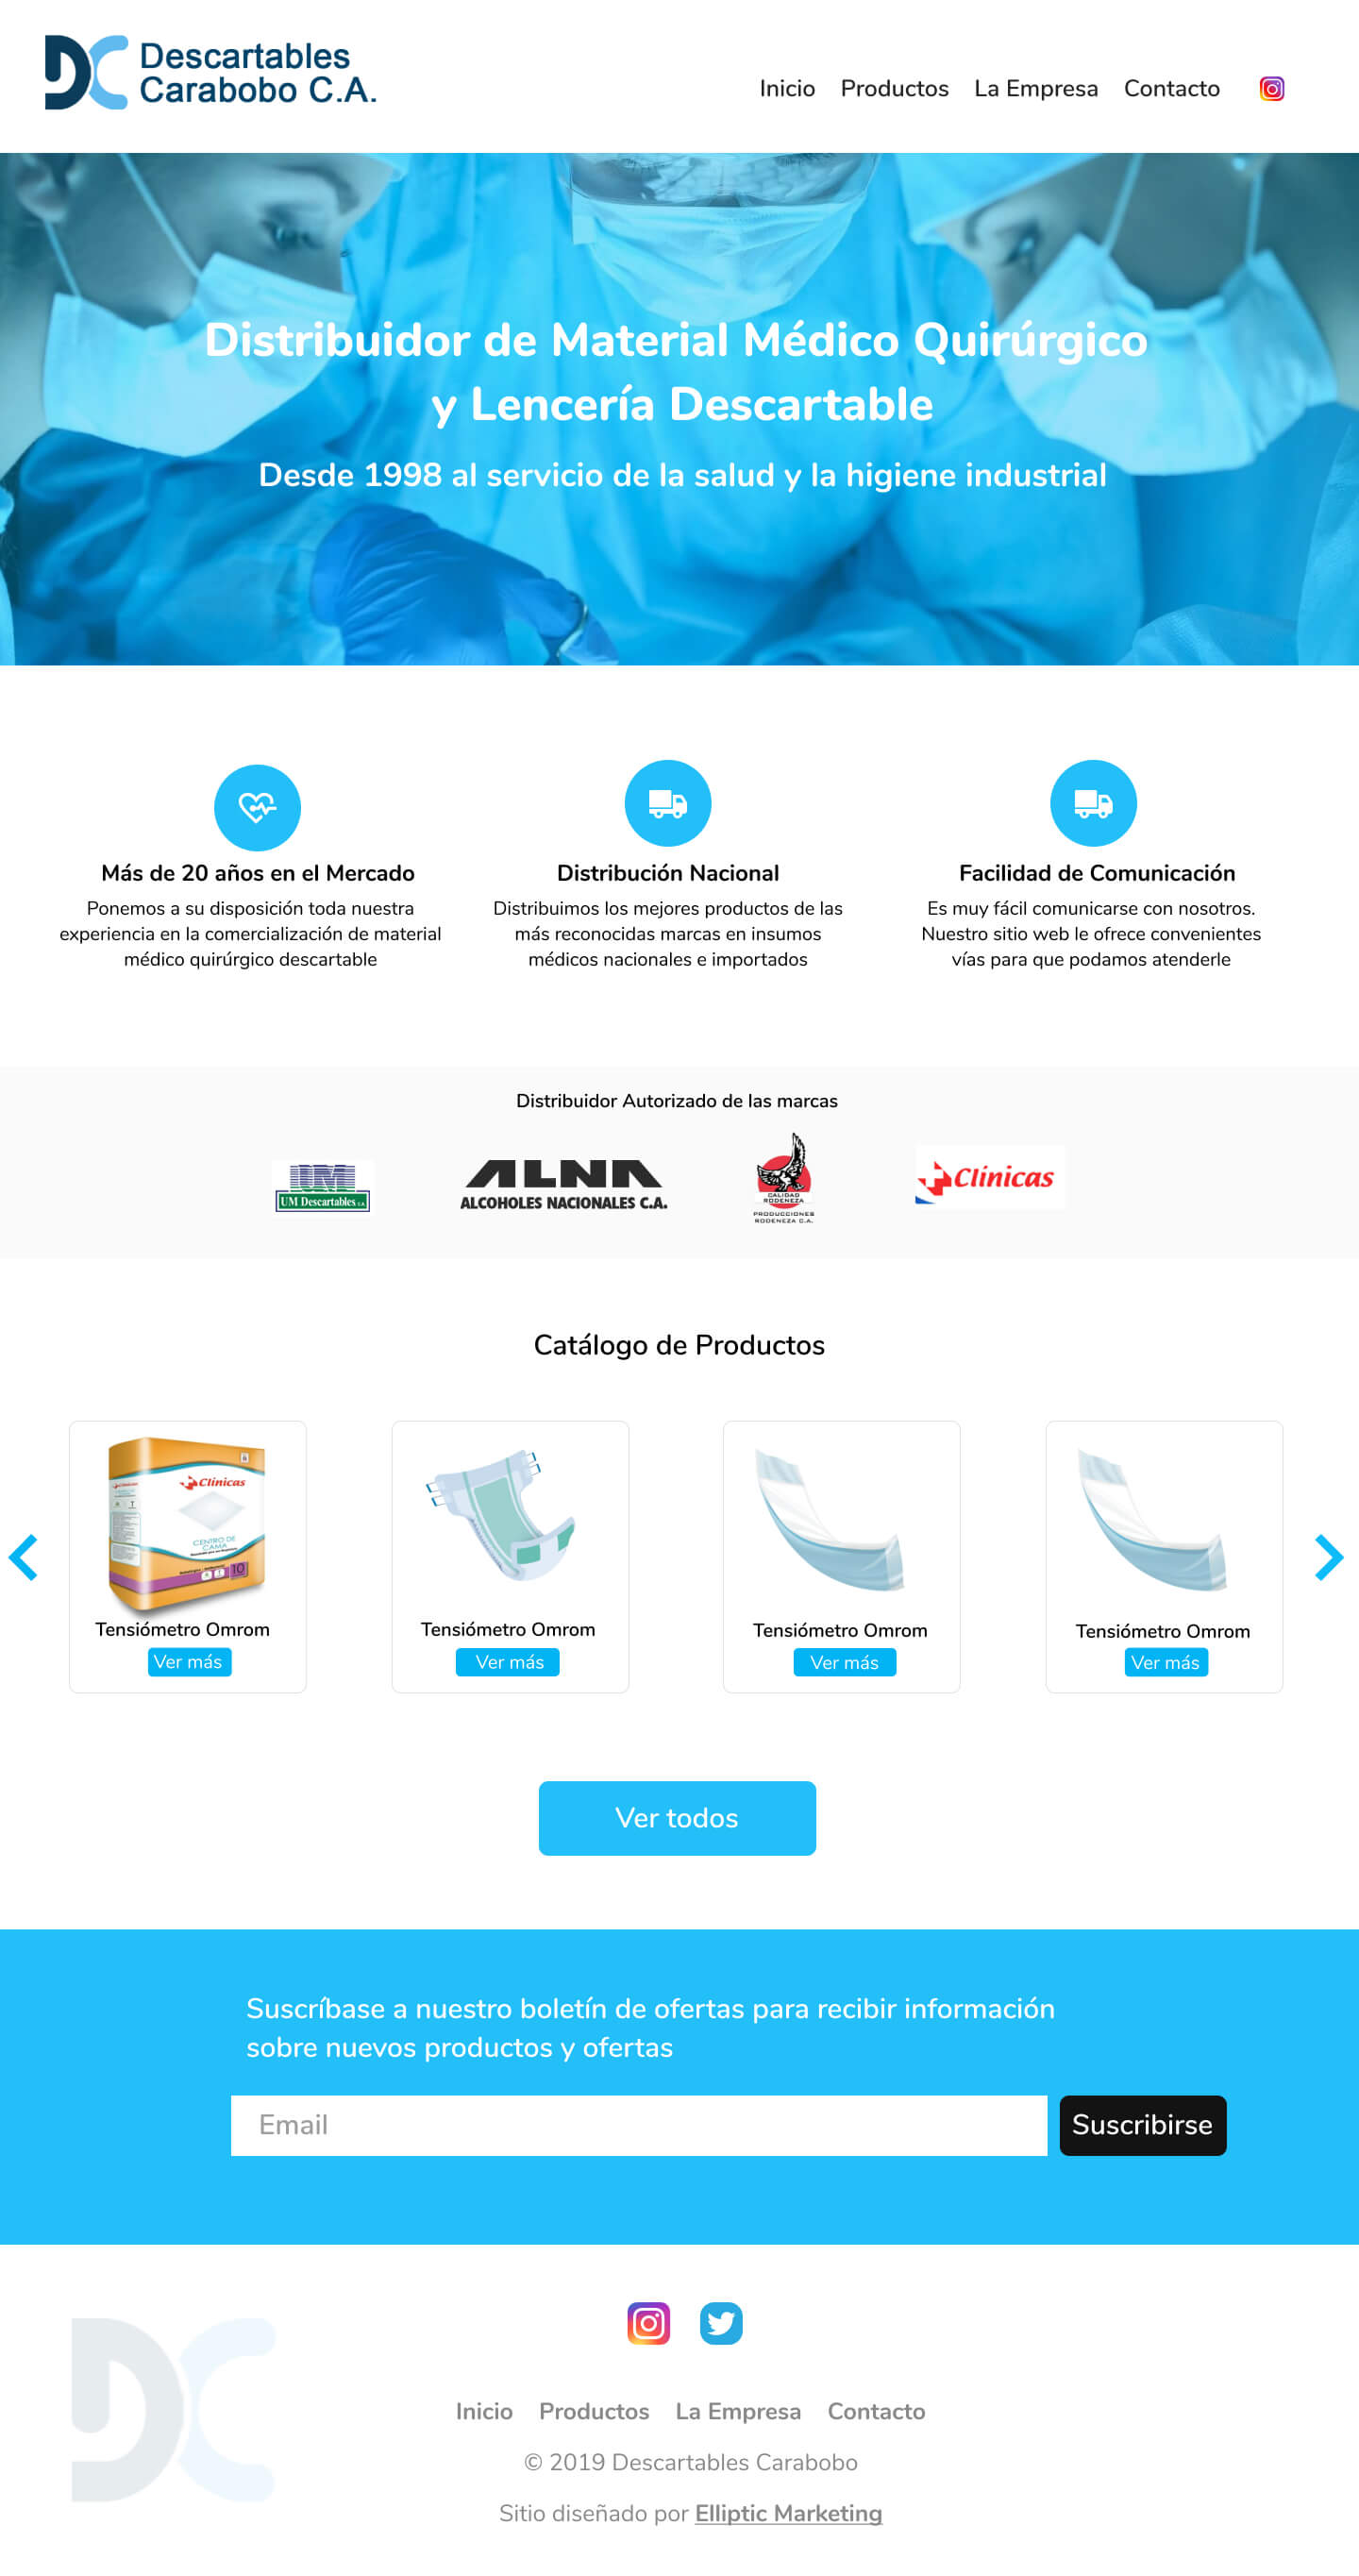 Descartables
Carabobo C.A.
Inicio Productos La Empresa Contacto
Distribuidor de Material Médico Quirúrgico
y Lencería Descartable
Desde 1998 al servicio de la salud y la higiene industrial
Más de 20 años en el Mercado
Ponemos a su disposición toda nuestra
experiencia en la comercialización de material
médico quirúrgico descartable
Distribución Nacional
Distribuimos los mejores productos de las
más reconocidas marcas en insumos
médicos nacionales e importados
Facilidad de Comunicación
Es muy fácil comunicarse con nosotros.
Nuestro sitio web le ofrece convenientes
vías para que podamos atenderle
Distribuidor Autorizado de las marcas
UM
UM Descartables C.A.
ALNA
ALCOHOLES NACIONALES C.A.
CALIDAD
RODENEZA
PRODUCCIONES
RODENEZA C.A.
Clínicas
Catálogo de Productos
Clínicas
CENTRO DE
CAMA
10
Tensiómetro Omrom
Ver más
Tensiómetro Omrom
Ver más
Tensiómetro Omrom
Ver más
Tensiómetro Omrom
Ver más
Ver todos
Suscríbase a nuestro boletín de ofertas para recibir información
sobre nuevos productos y ofertas
Email
Suscribirse
Inicio Productos La Empresa Contacto
© 2019 Descartables Carabobo
Sitio diseñado por Elliptic Marketing